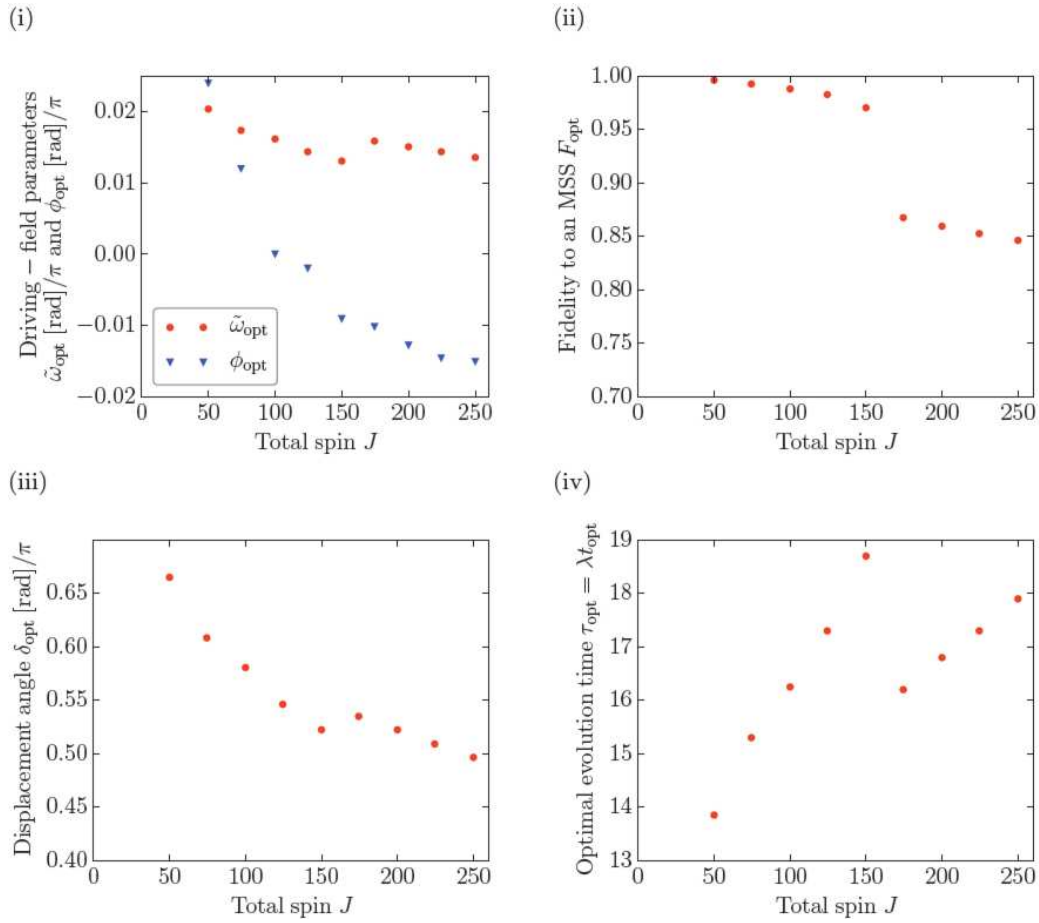 (i)
Driving − field parameters
ω̃opt [rad]/π and ϕopt [rad]/π
0.02
0.01
0.00
−0.01
−0.02
ω̃opt
ϕopt
0 50 100 150 200 250
Total spin J
(ii)
Fidelity to an MSS Fopt
1.00
0.95
0.90
0.85
0.80
0.75
0.70
0 50 100 150 200 250
Total spin J
(iii)
Displacement angle δopt [rad]/π
0.65
0.60
0.55
0.50
0.45
0.40
0 50 100 150 200 250
Total spin J
(iv)
Optimal evolution time τopt = λtopt
19
18
17
16
15
14
13
0 50 100 150 200 250
Total spin J